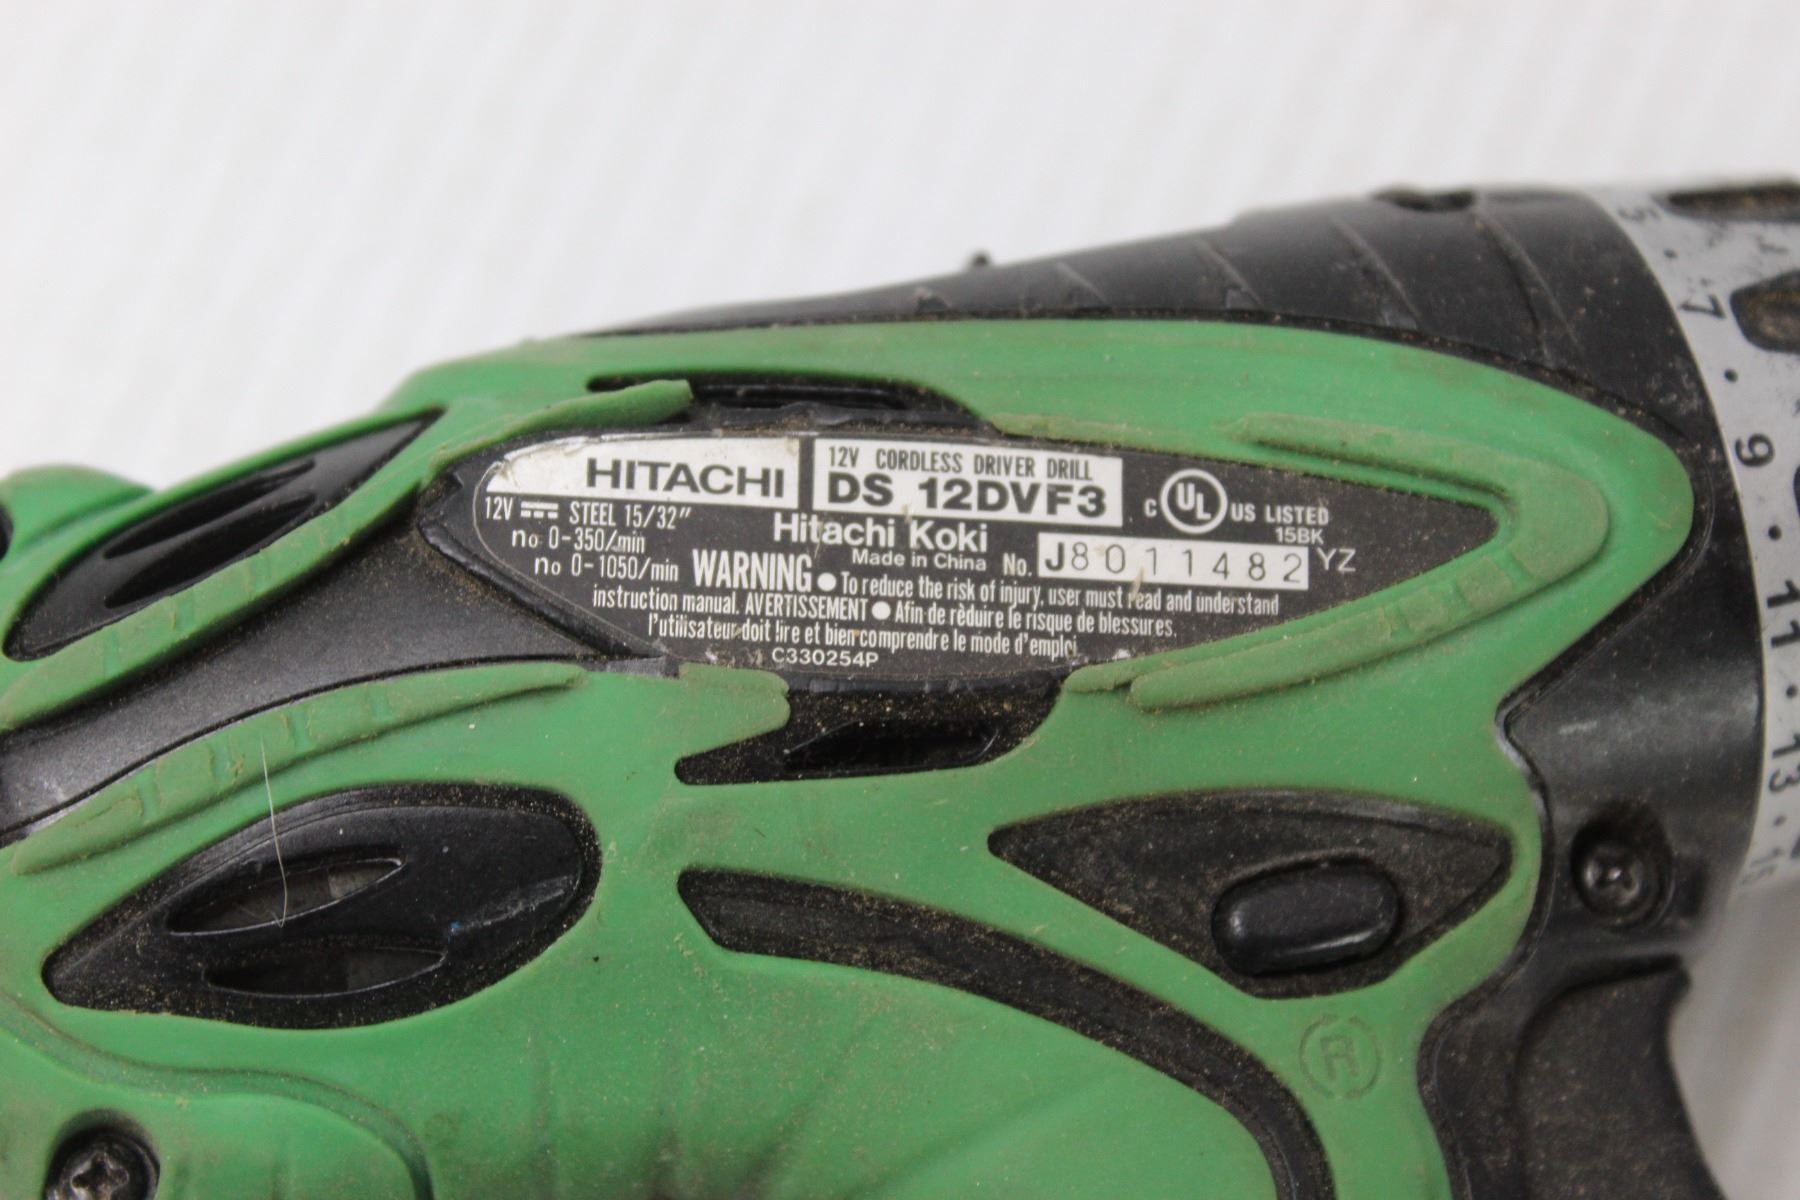 HITACHI
12V CORDLESS DRIVER DRILL
DS 12DVF3
C UL US LISTED
15BK
12V STEEL 15/32"
no 0-350/min
no 0-1050/min
Hitachi Koki
Made in China No. J8011482 YZ
WARNING ● To reduce the risk of injury, user must read and understand
instruction manual. AVERTISSEMENT ● Afin de rèduire le risque de blessures.
l'utilisateur doit lire et bien comprendre le mode d'emploi.
C330254P
5 • 7 • 9 • 11 • 13 • 15
R